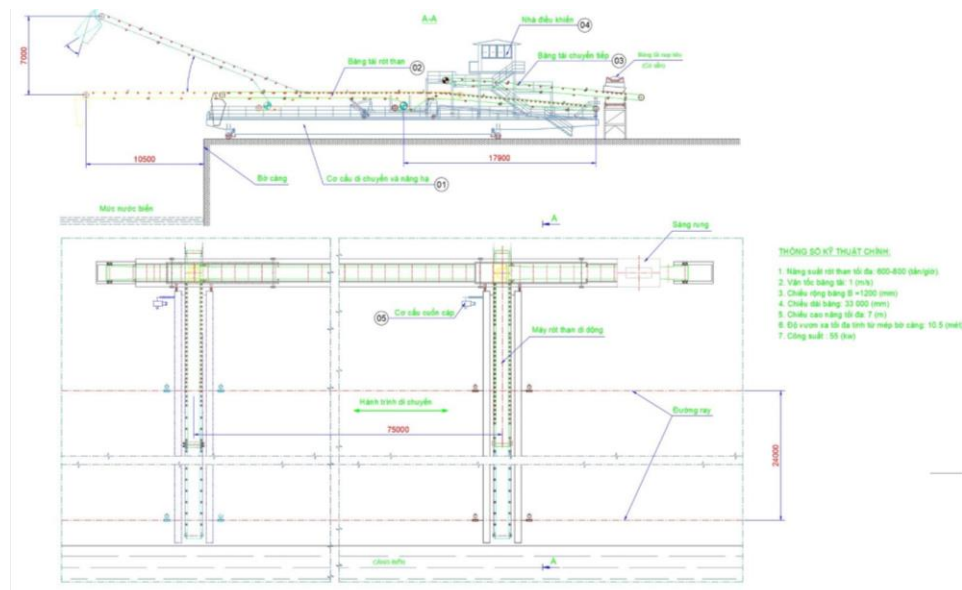 A-A
Nhà điều khiển 04
Băng tải chuyển tiếp 03
Băng tải rót than 02
7000
10500
17900
Bờ cảng
Cơ cấu di chuyển và nâng hạ 01
Mức nước biển
A
Sàng rung
THÔNG SỐ KỸ THUẬT CHÍNH:
1. Năng suất rót than tối đa: 600-800 (tấn/giờ).
2. Vận tốc băng tải: 1 (m/s)
3. Chiều rộng băng B =1200 (mm)
4. Chiều dài băng: 33 000 (mm)
5. Chiều cao nâng tối đa: 7 (m)
6. Độ vươn xa tối đa tính từ mép bờ cảng: 10.5 (mét)
7. Công suất : 55 (kw)
05 Cơ cấu cuốn cáp
Máy rót than di động
Hành trình di chuyển
Đường ray
75000
24000
A